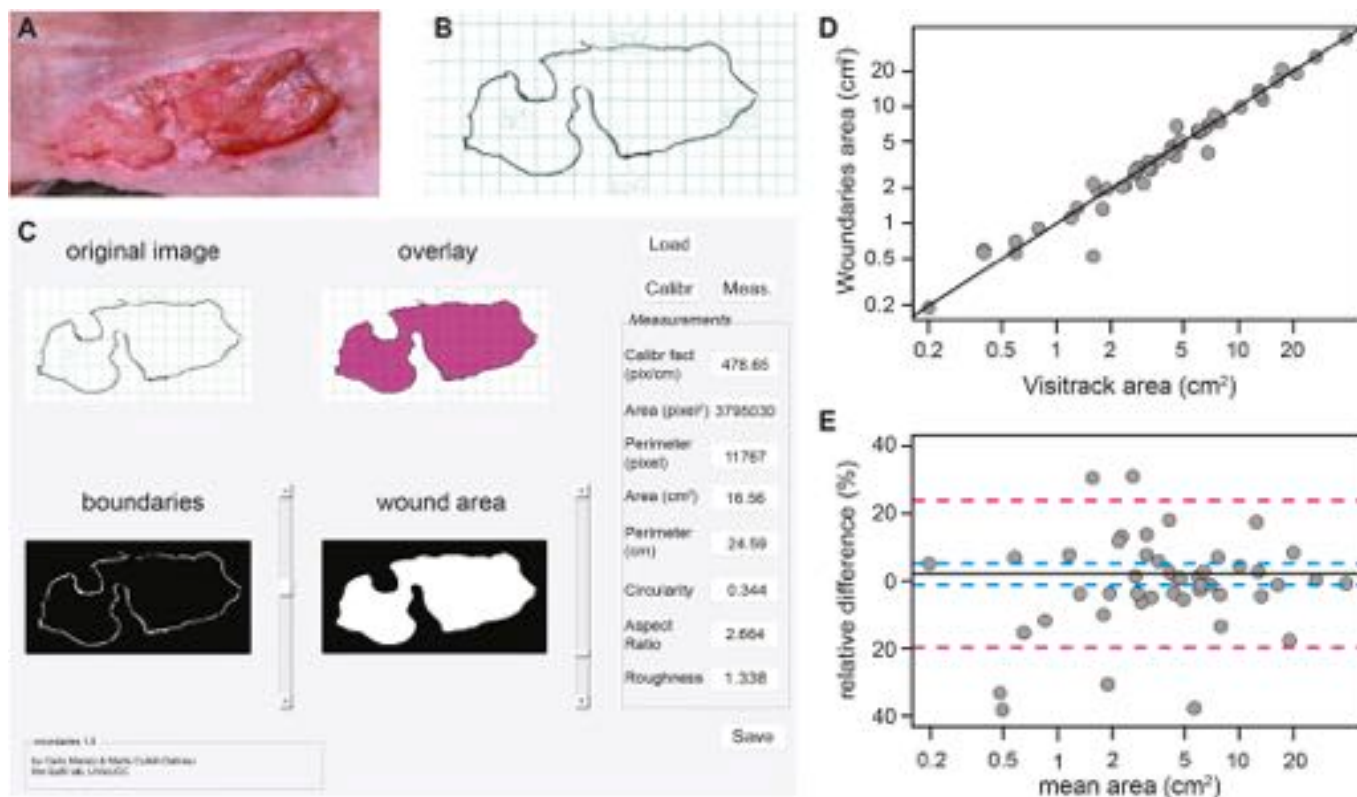 A
B
C
original image
overlay
boundaries
wound area
Load
Calibr Meas.
Measurements
Calibr fact
(pix/cm)
478.65
Area (pixel²) 3795030
Perimeter
(pixel)
11767
Area (cm²) 16.56
Perimeter
(cm)
24.59
Circularity 0.344
Aspect
Ratio
2.664
Roughness 1.338
Save
D
Woundaries area (cm²)
20
10
5
2
1
0.5
0.2
0.2 0.5 1 2 5 10 20
Visitrack area (cm²)
E
relative difference (%)
40
20
0
20
40
0.2 0.5 1 2 5 10 20
mean area (cm²)